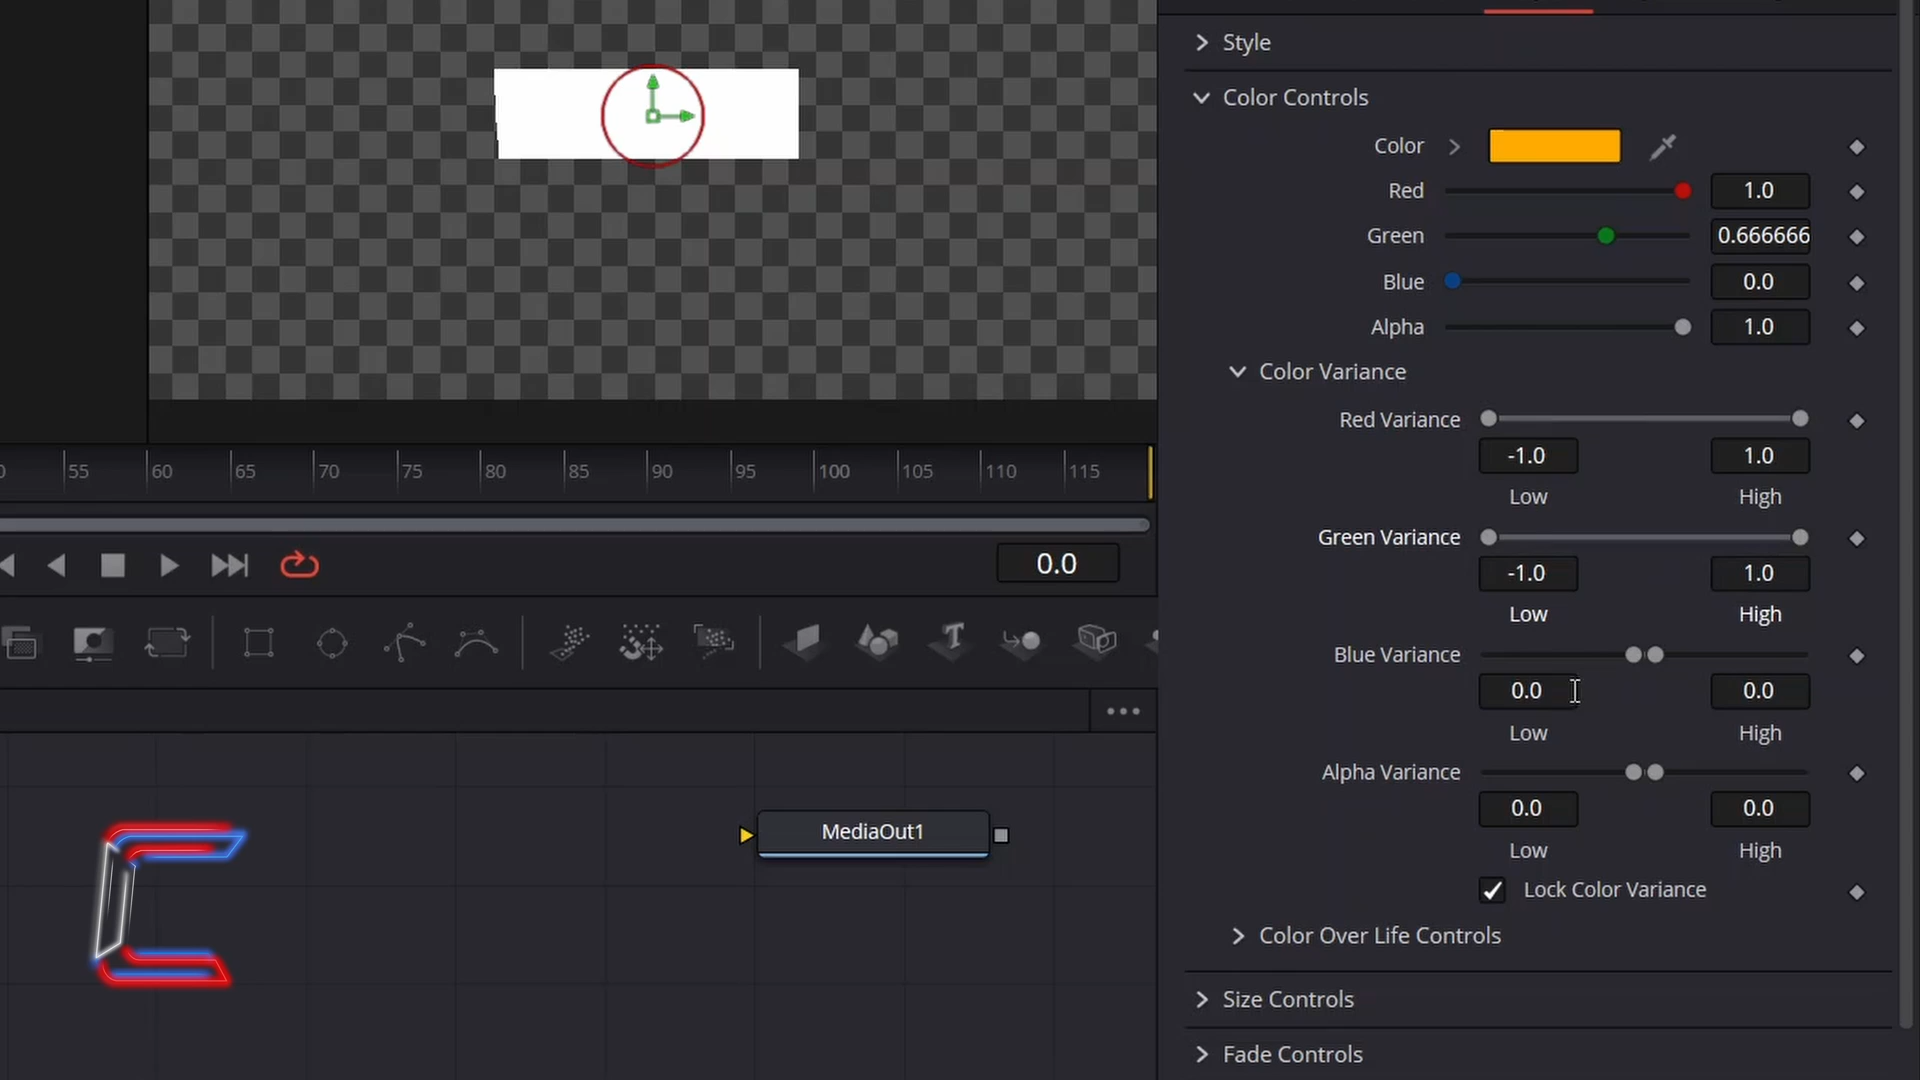 Style
Color Controls
Color
Red 1.0
Green 0.666666
Blue 0.0
Alpha 1.0
Color Variance
Red Variance
-1.0 1.0
Low High
Green Variance
-1.0 1.0
Low High
Blue Variance
0.0 0.0
Low High
Alpha Variance
0.0 0.0
Low High
Lock Color Variance
Color Over Life Controls
Size Controls
Fade Controls
55 60 65 70 75 80 85 90 95 100 105 110 115
0.0
MediaOut1